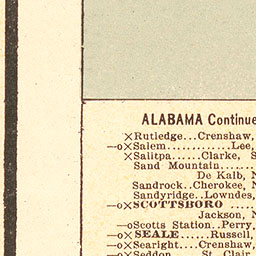 ALABAMA Continue
×Rutledge...Crenshaw,
—o×Salem.............Lee,
×Salitpa......Clarke, S
Sand Mountain.......
De Kalb, N
Sandrock..Cherokee, N
Sandyridge..Lowndes,
—o×SCOTTSBORO .....
Jackson, N
—oScotts Station..Perry,
—o×SEALE......Russell,
—o×Searight....Crenshaw,
—o×Seddon.....St. Clair,